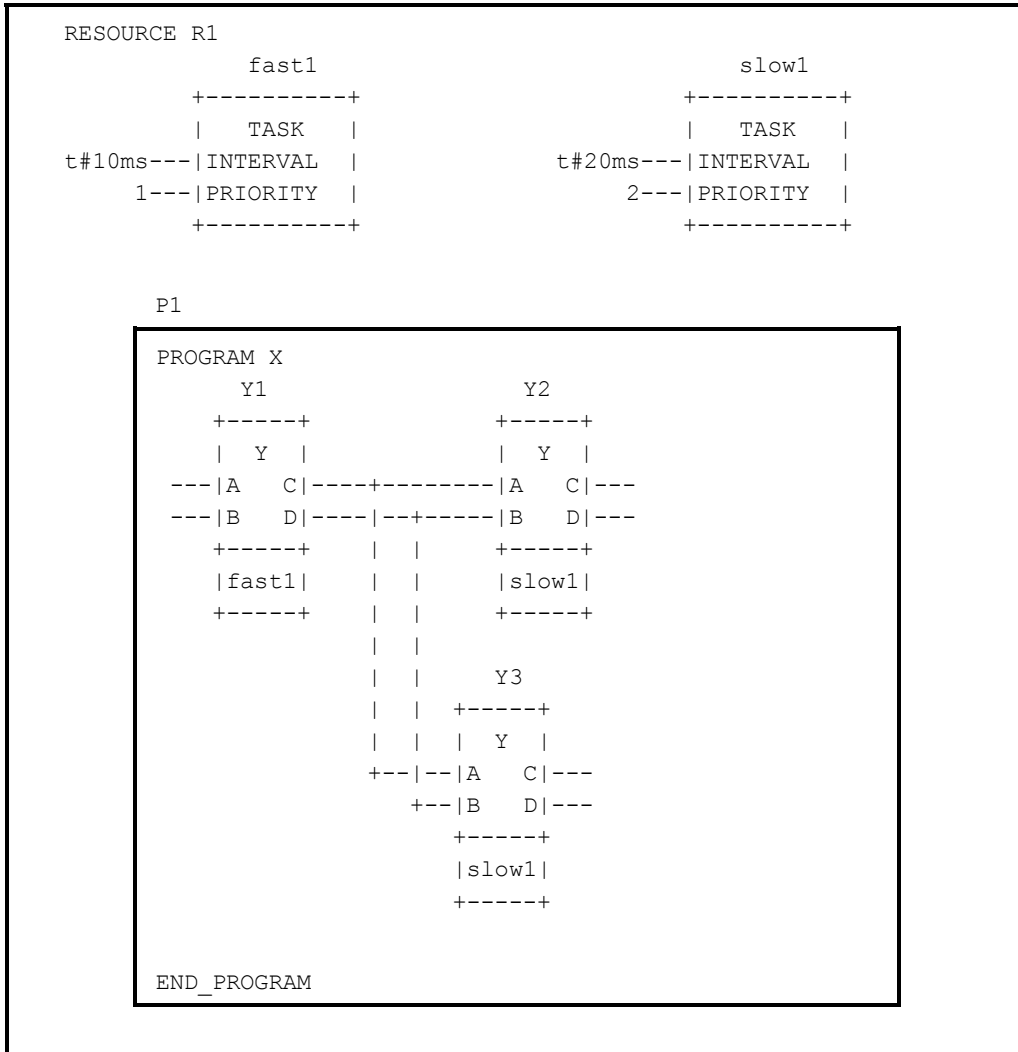 RESOURCE R1
fast1 slow1
+----------+ +----------+
| TASK | | TASK |
t#10ms---|INTERVAL | t#20ms---|INTERVAL |
1---|PRIORITY | 2---|PRIORITY |
+----------+ +----------+
P1
PROGRAM X
Y1 Y2
+-----+ +-----+
| Y | | Y |
---|A C|----+--------|A C|---
---|B D|----|--+-----|B D|---
+-----+ | | +-----+
|fast1| | | |slow1|
+-----+ | | +-----+
| |
| | Y3
| | +-----+
| | | Y |
+--|--|A C|---
+--|B D|---
+-----+
|slow1|
+-----+
END_PROGRAM